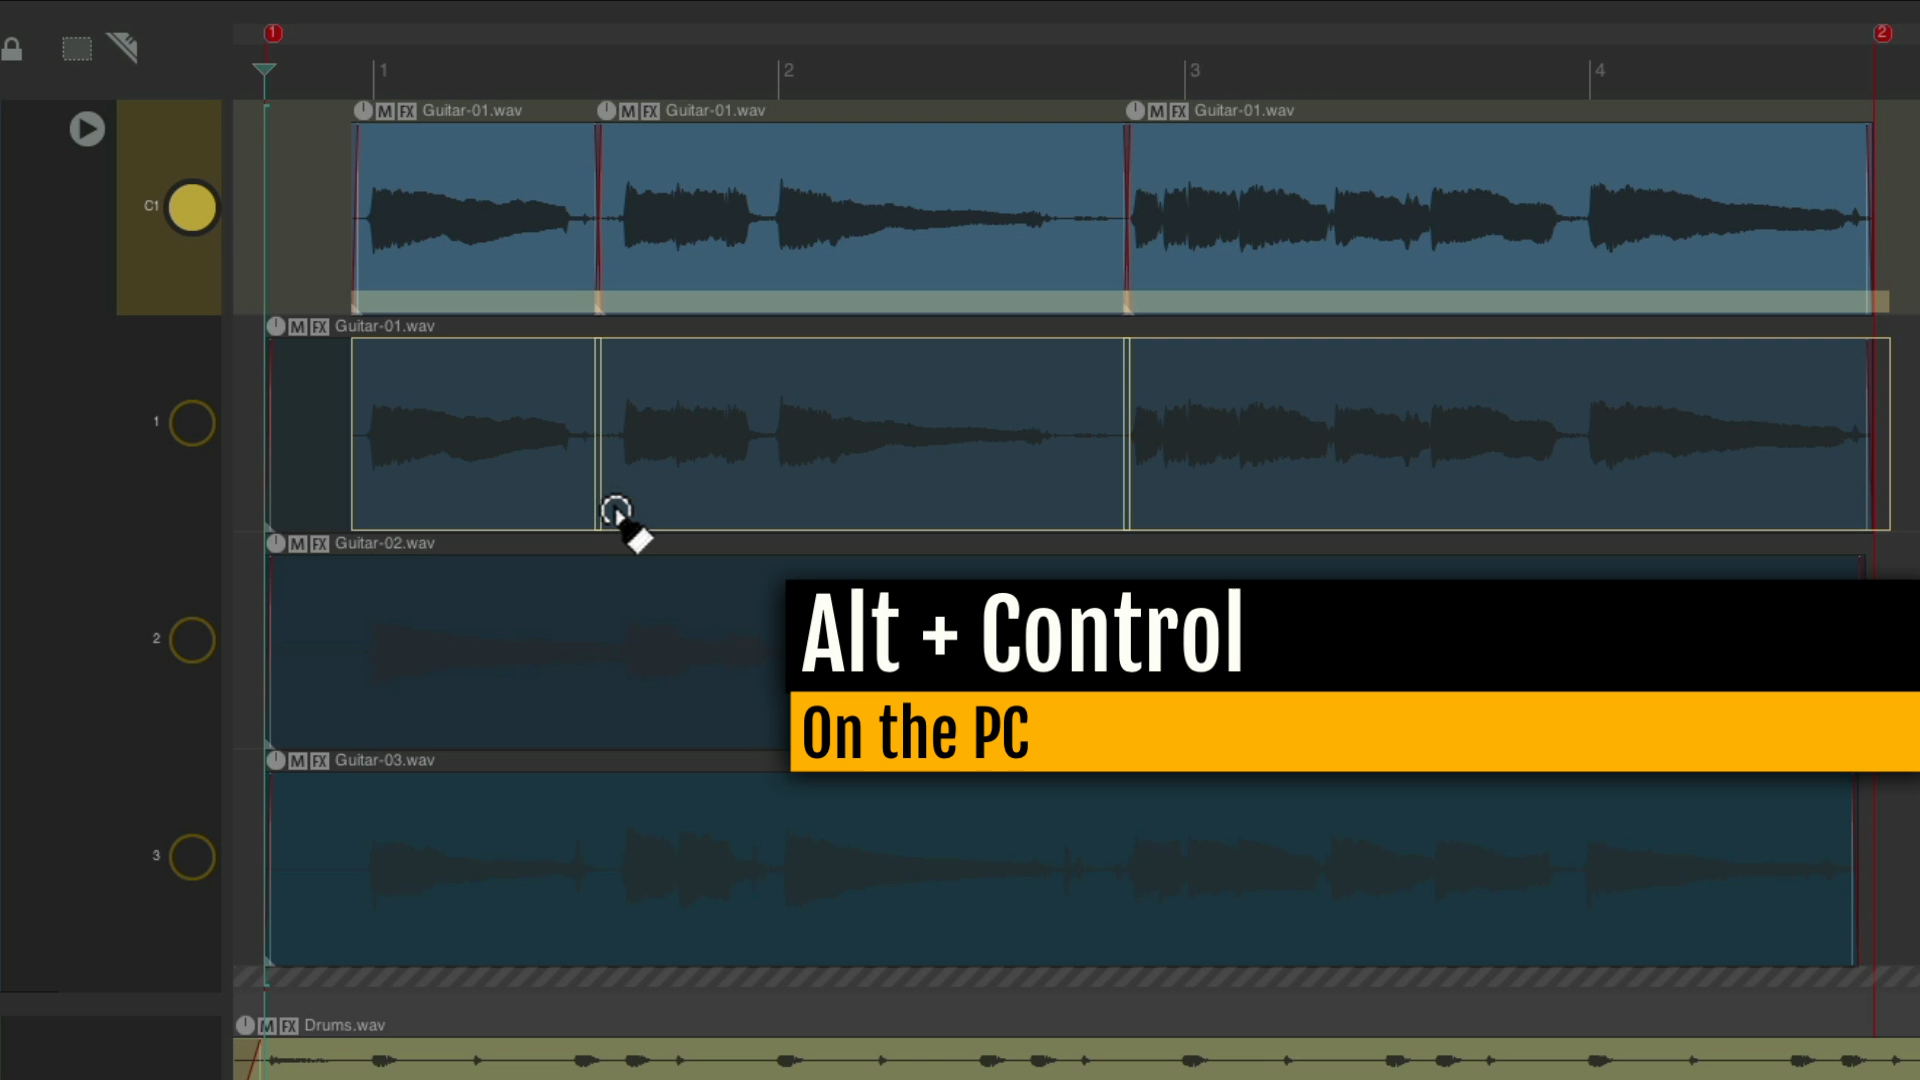 1
2
1
2
3
4
M FX Guitar-01.wav
M FX Guitar-01.wav
M FX Guitar-01.wav
C1
M FX Guitar-01.wav
1
M FX Guitar-02.wav
Alt + Control
2
On the PC
M FX Guitar-03.wav
3
M FX Drums.wav